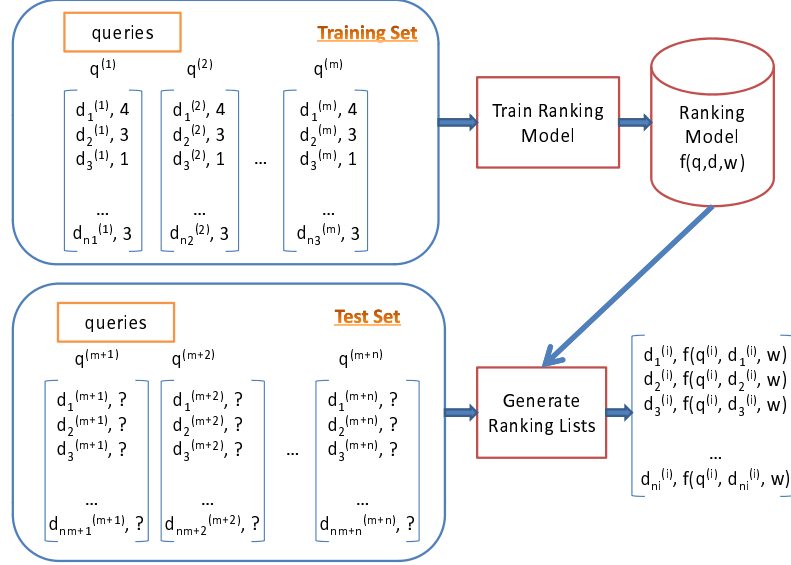 queries
Training Set
q(1) q(2) q(m)
d1(1), 4 d1(2), 4 d1(m), 4
d2(1), 3 d2(2), 3 d2(m), 3
d3(1), 1 d3(2), 1 ... d3(m), 1
... ... ...
dn1(1), 3 dn2(2), 3 dn3(m), 3
Train Ranking
Model
Ranking
Model
f(q,d,w)
queries
Test Set
q(m+1) q(m+2) q(m+n)
d1(m+1), ? d1(m+2), ? d1(m+n), ?
d2(m+1), ? d2(m+2), ? d2(m+n), ?
d3(m+1), ? d3(m+2), ? ... d3(m+n), ?
... ... ...
dnm+1(m+1), ? dnm+2(m+2), ? dnm+n(m+n), ?
Generate
Ranking Lists
d1(i), f(q(i), d1(i), w)
d2(i), f(q(i), d2(i), w)
d3(i), f(q(i), d3(i), w)
...
dni(i), f(q(i), dni(i), w)